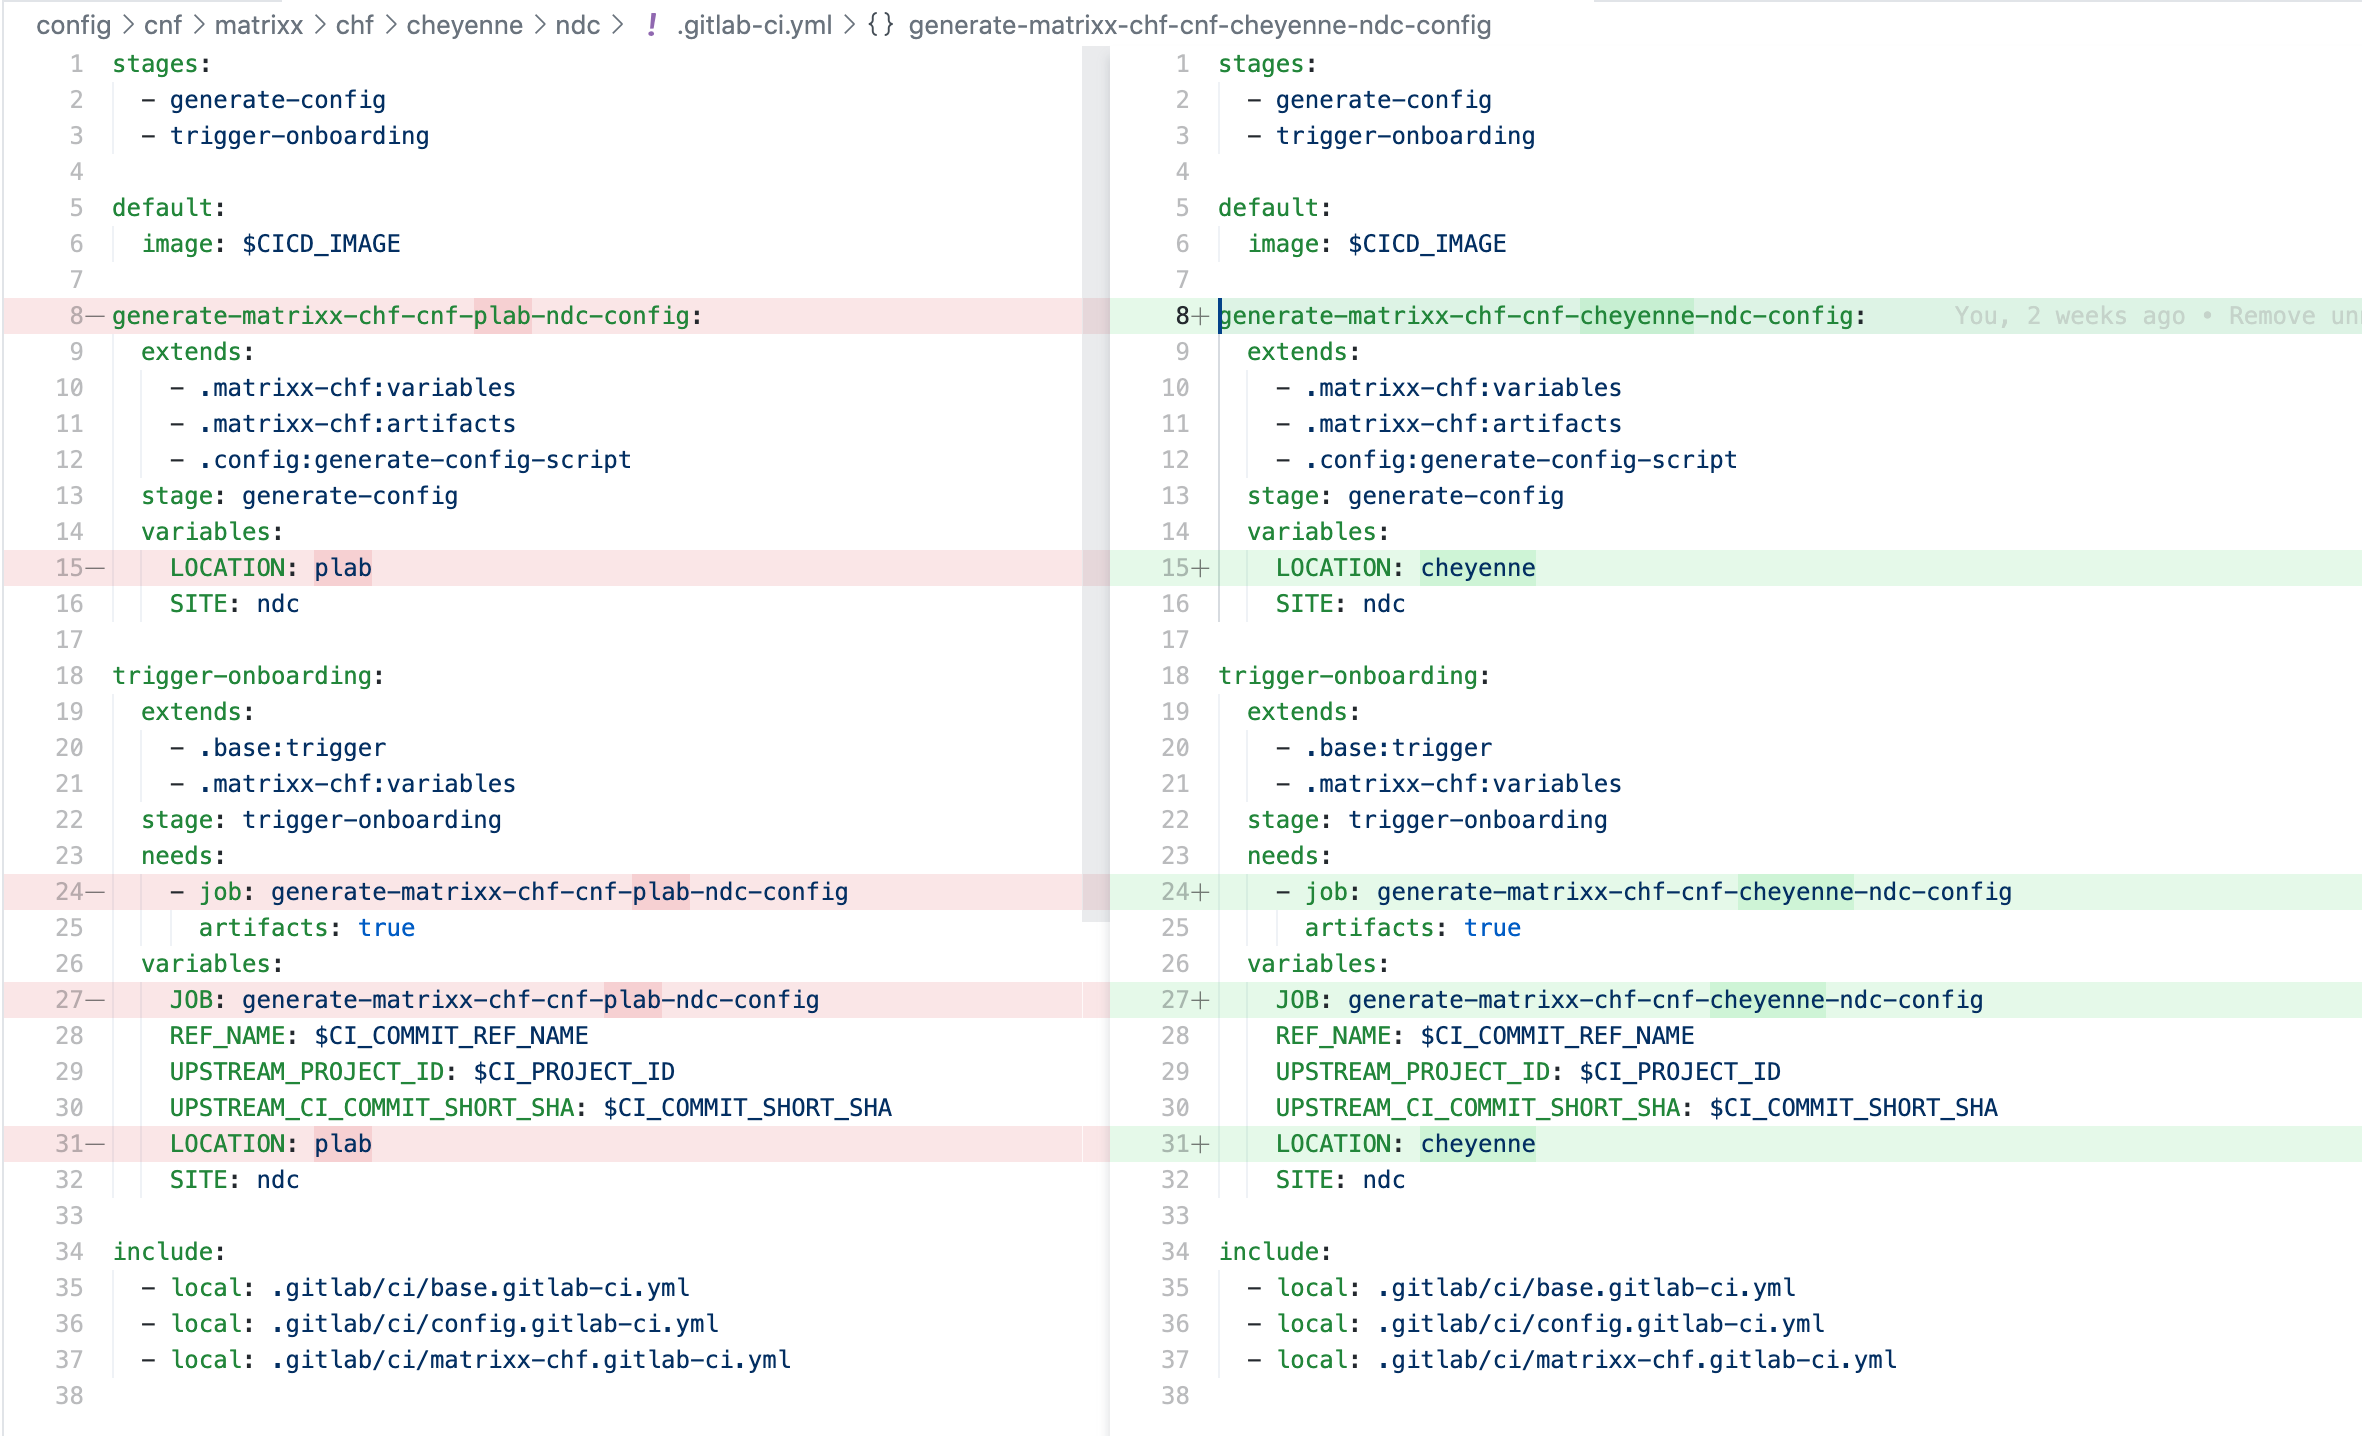 config > cnf > matrixx > chf > cheyenne > ndc > ! .gitlab-ci.yml > {} generate-matrixx-chf-cnf-cheyenne-ndc-config
1 stages:
2 - generate-config
3 - trigger-onboarding
4
5 default:
6 image: $CICD_IMAGE
7
8— generate-matrixx-chf-cnf-plab-ndc-config:
9 extends:
10 - .matrixx-chf:variables
11 - .matrixx-chf:artifacts
12 - .config:generate-config-script
13 stage: generate-config
14 variables:
15— LOCATION: plab
16 SITE: ndc
17
18 trigger-onboarding:
19 extends:
20 - .base:trigger
21 - .matrixx-chf:variables
22 stage: trigger-onboarding
23 needs:
24— - job: generate-matrixx-chf-cnf-plab-ndc-config
25 artifacts: true
26 variables:
27— JOB: generate-matrixx-chf-cnf-plab-ndc-config
28 REF_NAME: $CI_COMMIT_REF_NAME
29 UPSTREAM_PROJECT_ID: $CI_PROJECT_ID
30 UPSTREAM_CI_COMMIT_SHORT_SHA: $CI_COMMIT_SHORT_SHA
31— LOCATION: plab
32 SITE: ndc
33
34 include:
35 - local: .gitlab/ci/base.gitlab-ci.yml
36 - local: .gitlab/ci/config.gitlab-ci.yml
37 - local: .gitlab/ci/matrixx-chf.gitlab-ci.yml
38
1 stages:
2 - generate-config
3 - trigger-onboarding
4
5 default:
6 image: $CICD_IMAGE
7
8+ generate-matrixx-chf-cnf-cheyenne-ndc-config: You, 2 weeks ago • Remove
9 extends:
10 - .matrixx-chf:variables
11 - .matrixx-chf:artifacts
12 - .config:generate-config-script
13 stage: generate-config
14 variables:
15+ LOCATION: cheyenne
16 SITE: ndc
17
18 trigger-onboarding:
19 extends:
20 - .base:trigger
21 - .matrixx-chf:variables
22 stage: trigger-onboarding
23 needs:
24+ - job: generate-matrixx-chf-cnf-cheyenne-ndc-config
25 artifacts: true
26 variables:
27+ JOB: generate-matrixx-chf-cnf-cheyenne-ndc-config
28 REF_NAME: $CI_COMMIT_REF_NAME
29 UPSTREAM_PROJECT_ID: $CI_PROJECT_ID
30 UPSTREAM_CI_COMMIT_SHORT_SHA: $CI_COMMIT_SHORT_SHA
31+ LOCATION: cheyenne
32 SITE: ndc
33
34 include:
35 - local: .gitlab/ci/base.gitlab-ci.yml
36 - local: .gitlab/ci/config.gitlab-ci.yml
37 - local: .gitlab/ci/matrixx-chf.gitlab-ci.yml
38